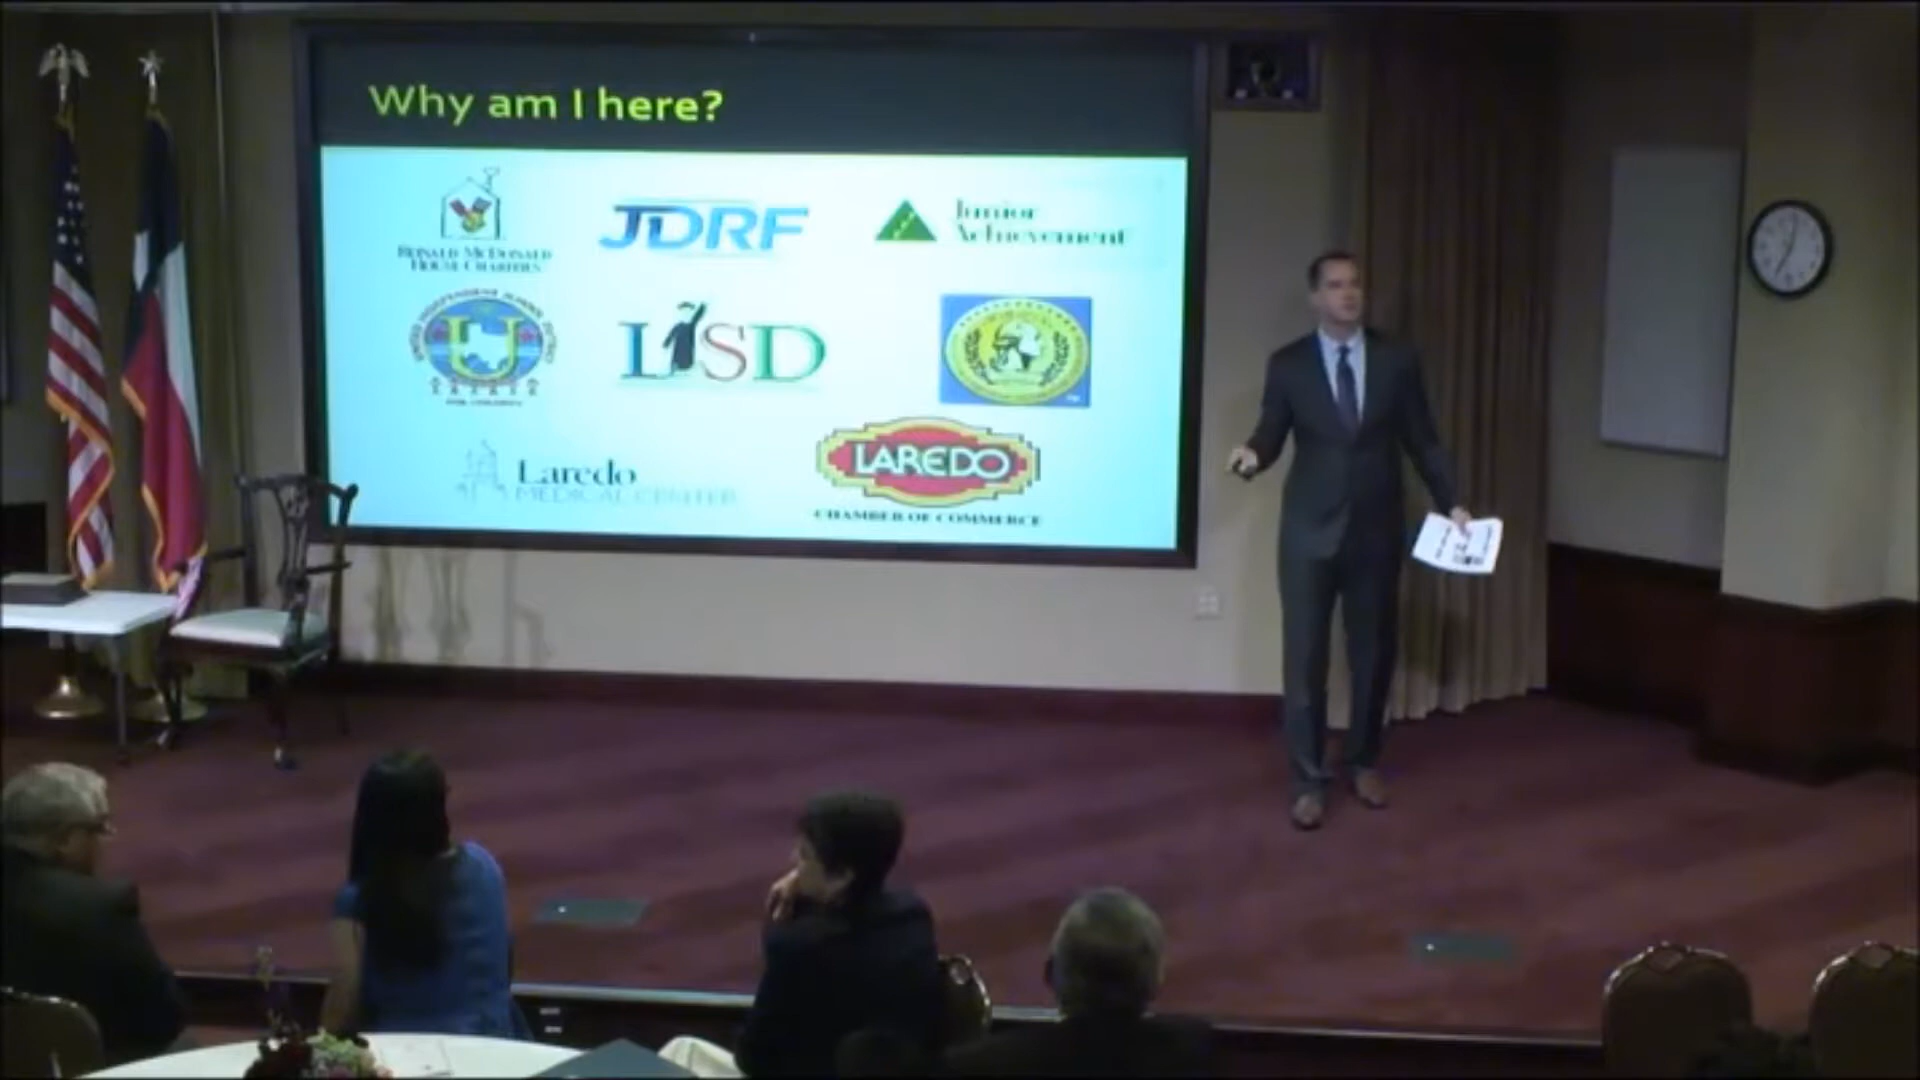 Why am I here?
RONALD McDONALD
HOUSE CHARITIES
JDRF
Junior
Achievement
U
LISD
Laredo
MEDICAL CENTER
LAREDO
CHAMBER OF COMMERCE